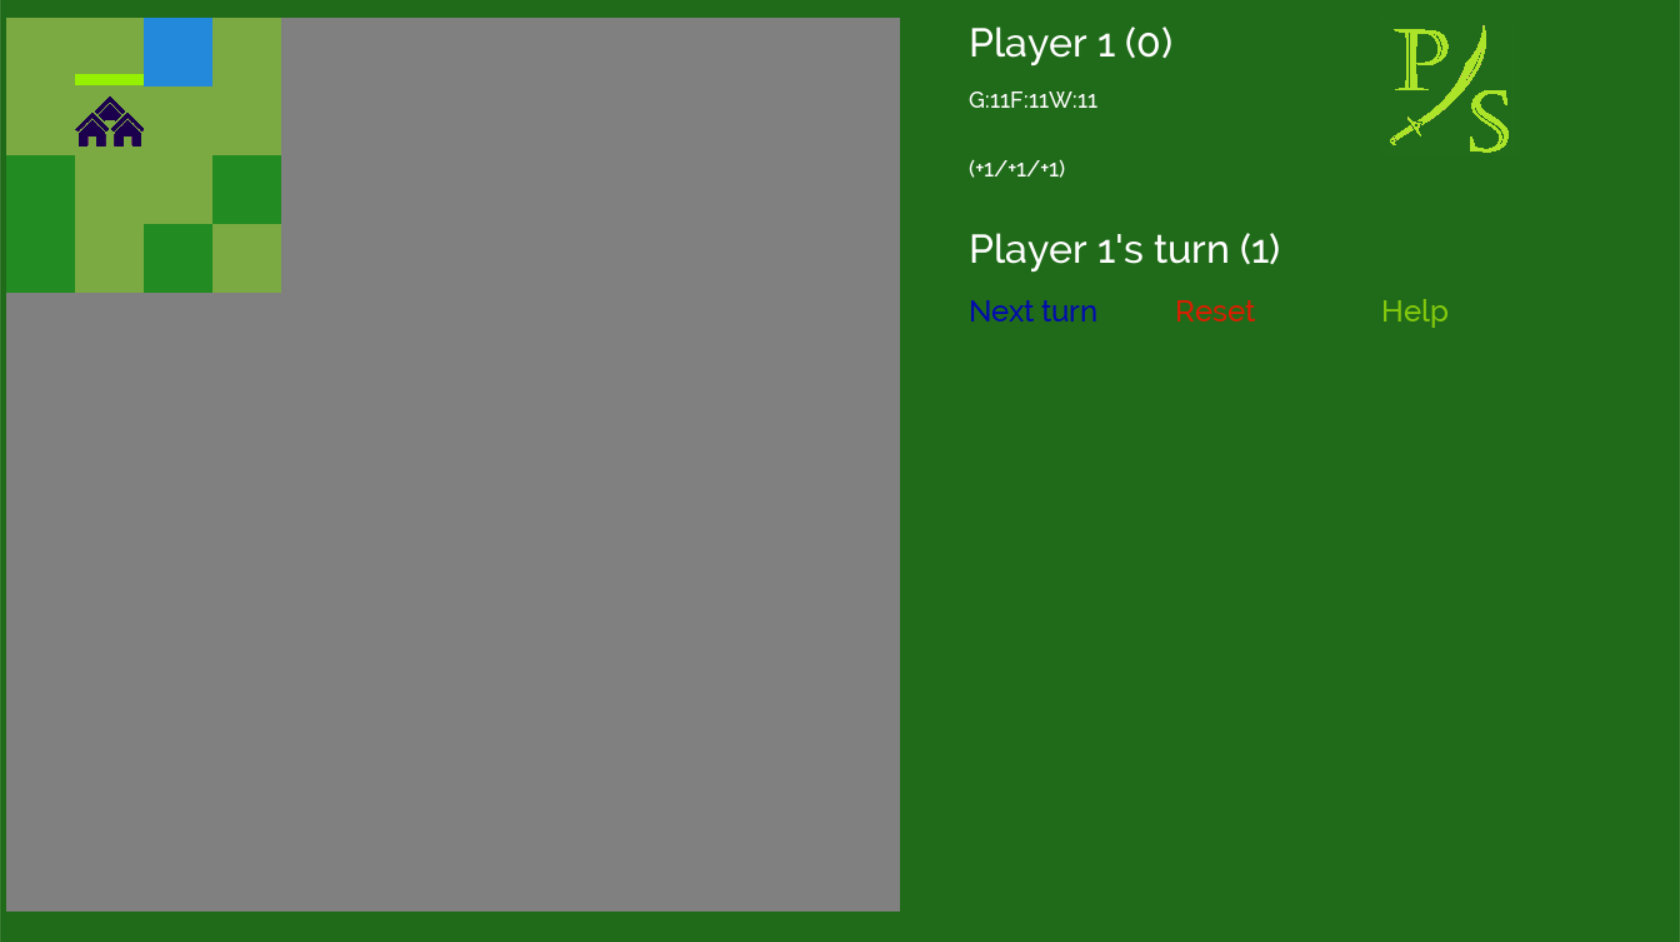 Player 1 (0)
P/S
G:11F:11W:11
(+1/+1/+1)
Player 1's turn (1)
Next turn Reset Help